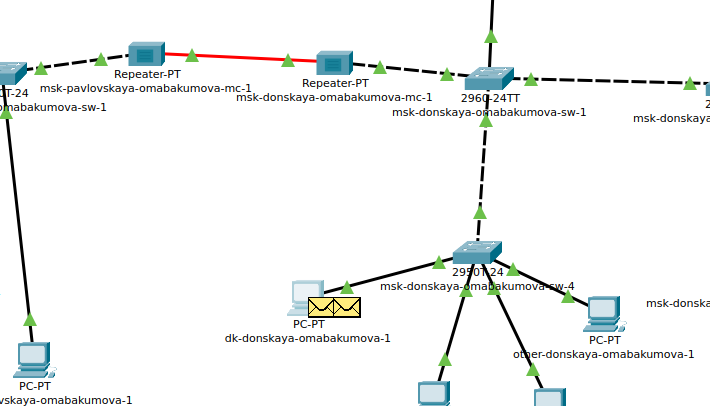 Repeater-PT
msk-pavlovskaya-omabakumova-mc-1
Repeater-PT
msk-donskaya-omabakumova-mc-1
2960-24TT
msk-donskaya-omabakumova-sw-1
0T-24
omabakumova-sw-1
msk-donskaya
2950T-24
msk-donskaya-omabakumova-sw-4
PC-PT
dk-donskaya-omabakumova-1
PC-PT
other-donskaya-omabakumova-1
msk-donska
PC-PT
vskaya-omabakumova-1